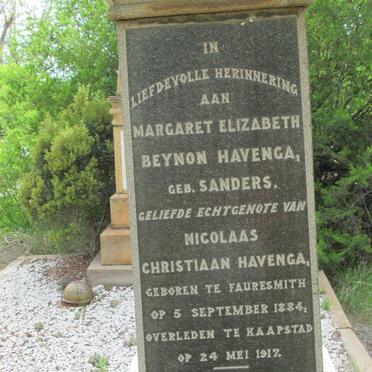 IN
LIEFDEVOLLE HERINNERING
AAN
MARGARET ELIZABETH
BEYNON HAVENGA,
GEB. SANDERS.
GELIEFDE ECHTGENOTE VAN
NICOLAAS
CHRISTIAAN HAVENGA,
GEBOREN TE FAURESMITH
OP 5 SEPTEMBER 1884,
OVERLEDEN TE KAAPSTAD
OP 24 MEI 1917.